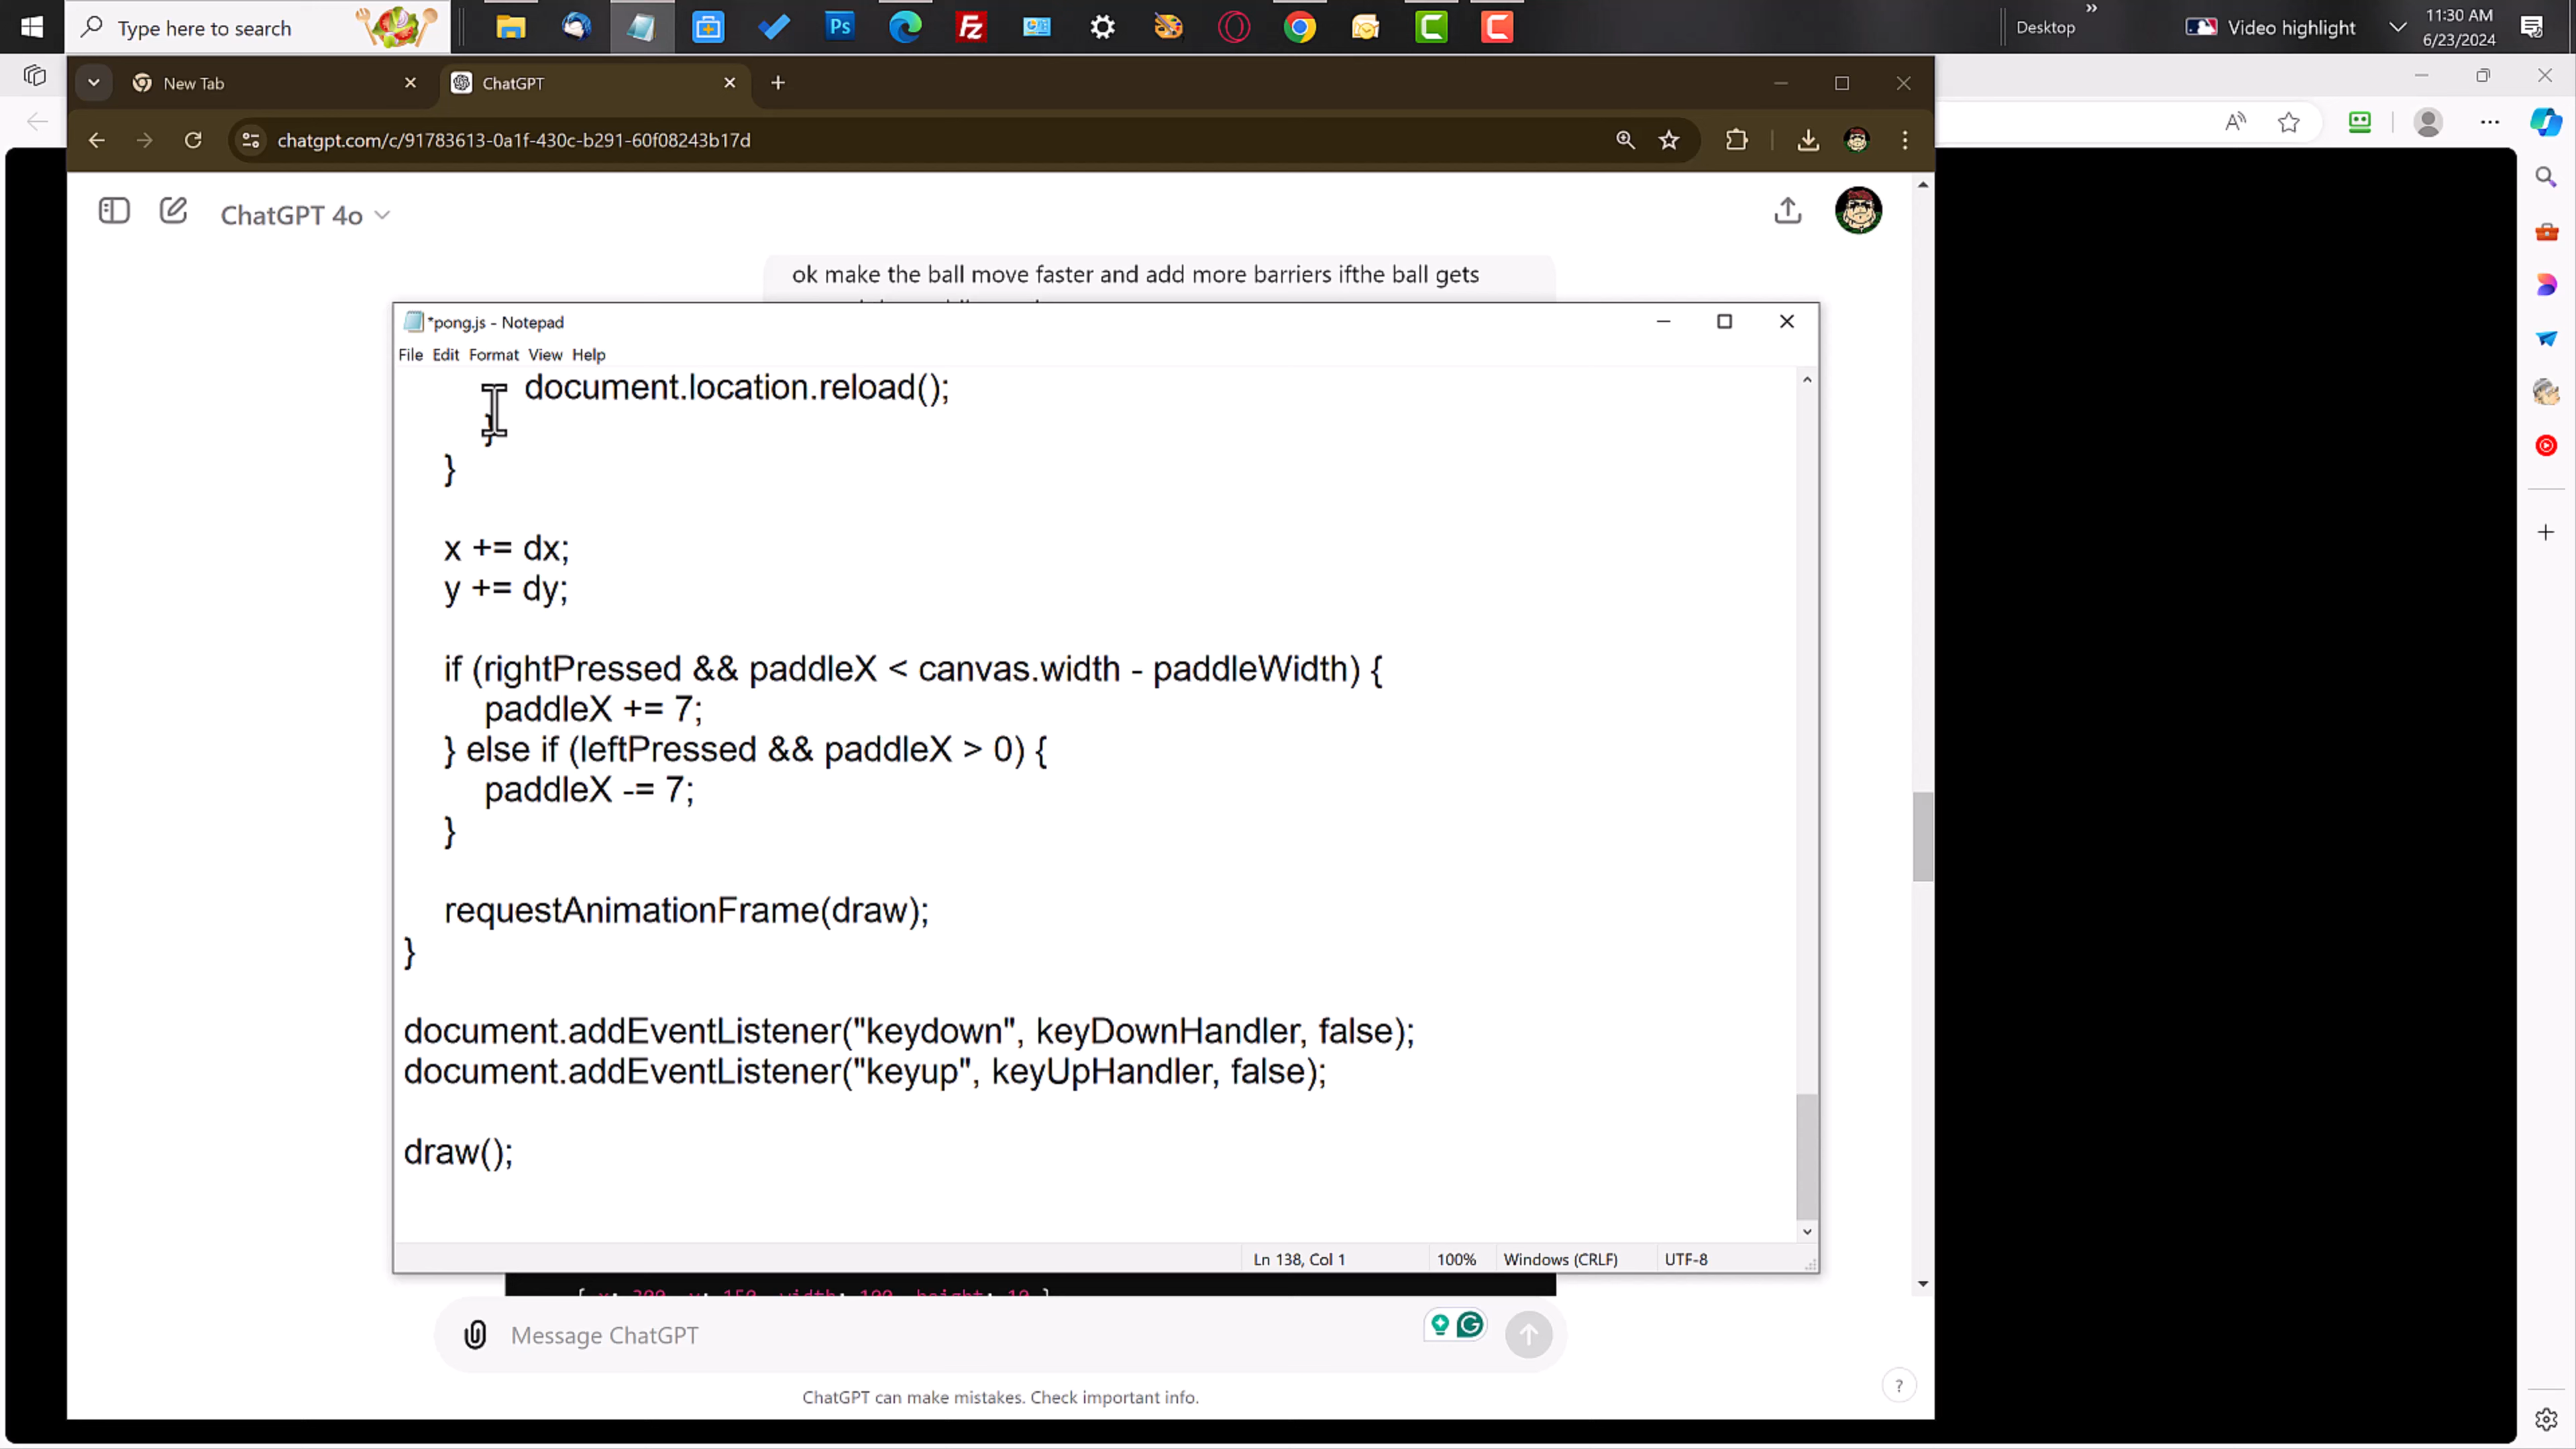 Type here to search
Desktop
Video highlight
11:30 AM
6/23/2024
New Tab
ChatGPT
chatgpt.com/c/91783613-0a1f-430c-b291-60f08243b17d
ChatGPT 4o
ok make the ball move faster and add more barriers ifthe ball gets
*pong.js - Notepad
File Edit Format View Help
document.location.reload();
}
}
x += dx;
y += dy;
if (rightPressed && paddleX < canvas.width - paddleWidth) {
paddleX += 7;
} else if (leftPressed && paddleX > 0) {
paddleX -= 7;
}
requestAnimationFrame(draw);
}
document.addEventListener("keydown", keyDownHandler, false);
document.addEventListener("keyup", keyUpHandler, false);
draw();
Ln 138, Col 1
100%
Windows (CRLF)
UTF-8
Message ChatGPT
ChatGPT can make mistakes. Check important info.
?